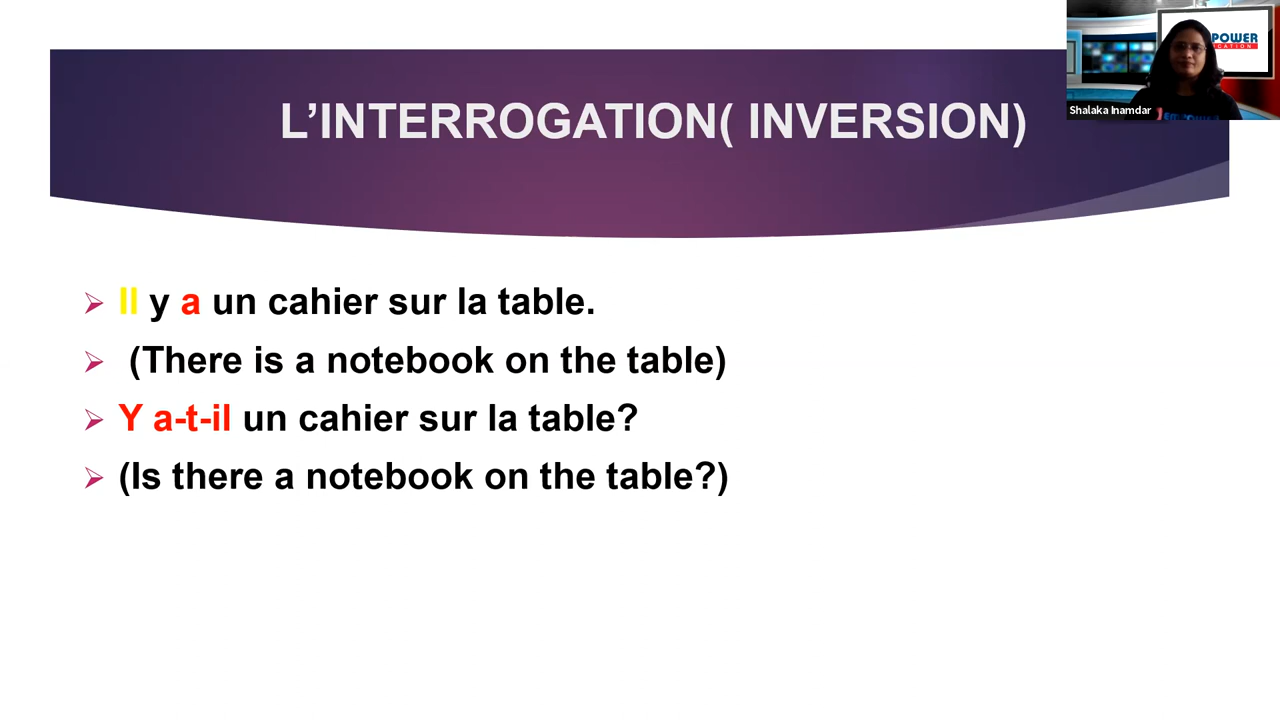 L’INTERROGATION( INVERSION)
POWER
Shalaka Inamdar
Il y a un cahier sur la table.
(There is a notebook on the table)
Y a-t-il un cahier sur la table?
(Is there a notebook on the table?)